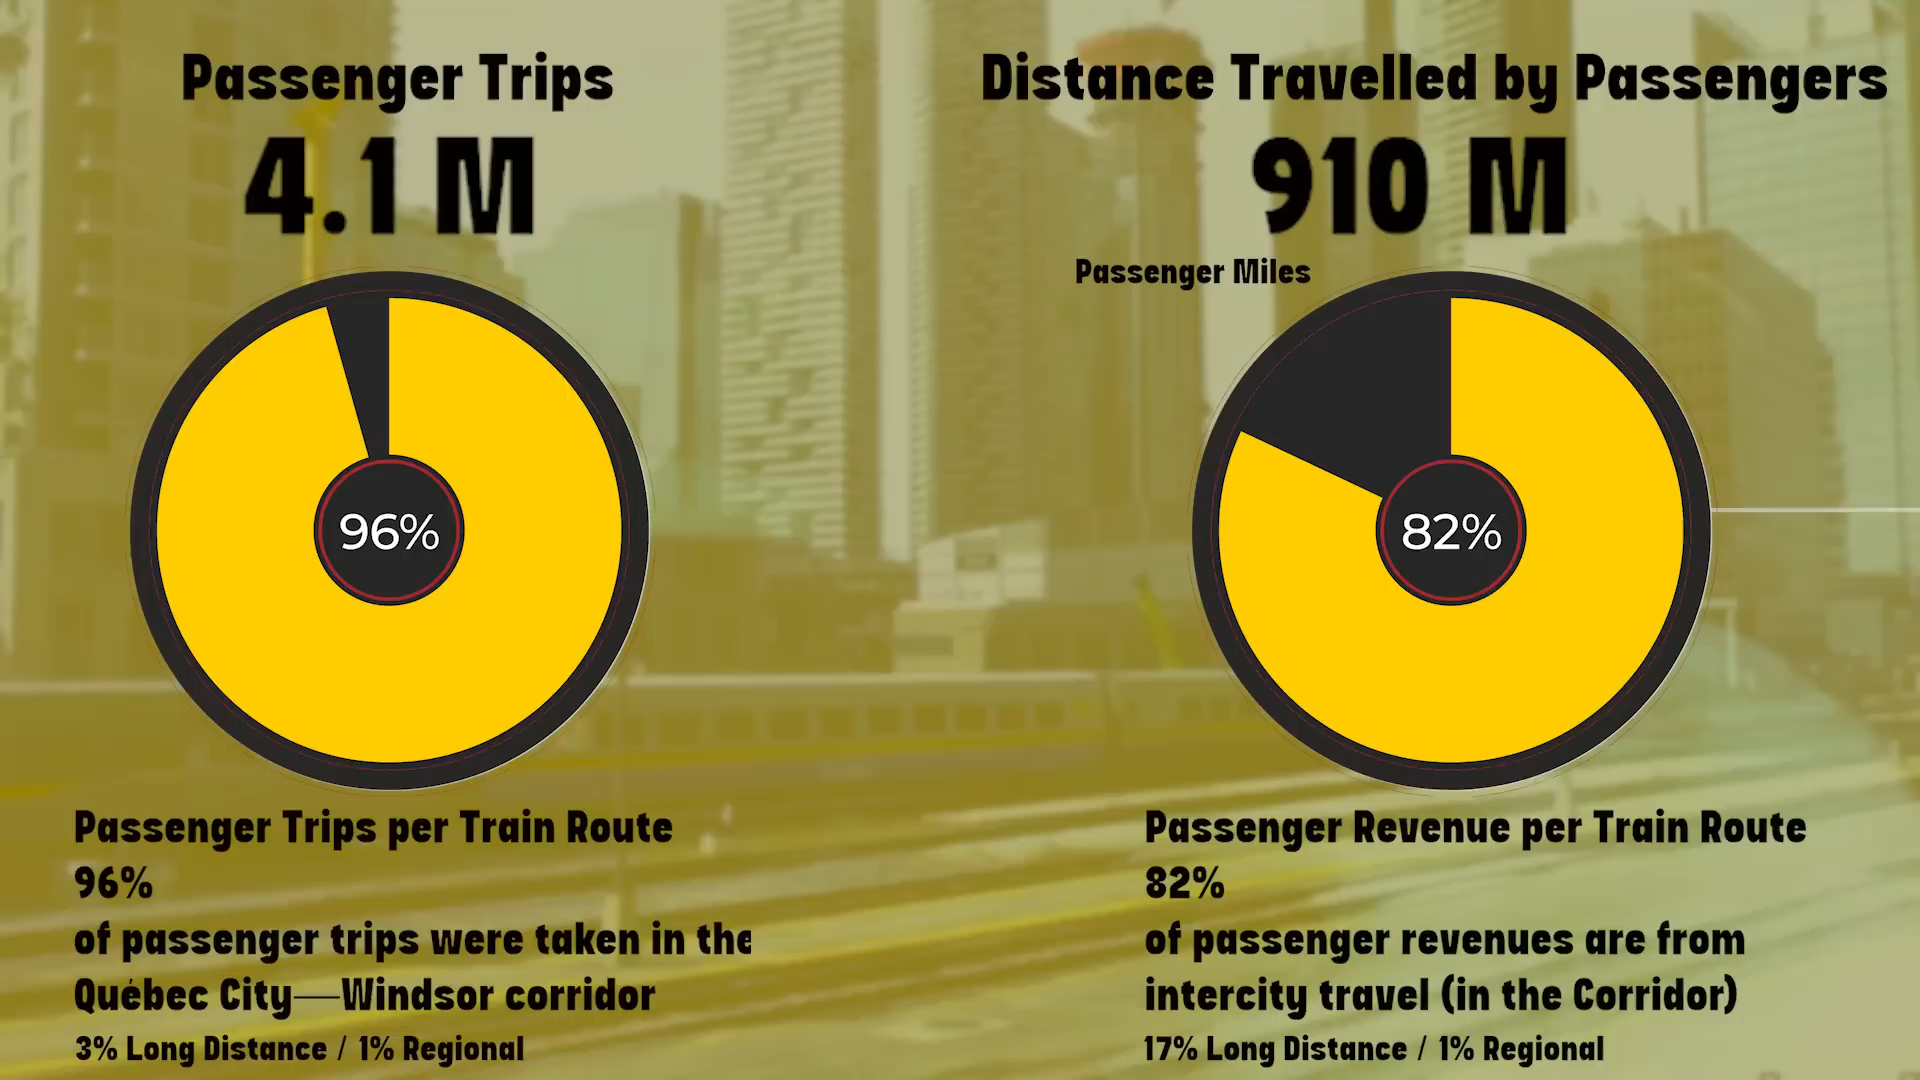 Passenger Trips
4.1 M
96%
Passenger Trips per Train Route
96%
of passenger trips were taken in the
Québec City—Windsor corridor
3% Long Distance / 1% Regional
Distance Travelled by Passengers
910 M
Passenger Miles
82%
Passenger Revenue per Train Route
82%
of passenger revenues are from
intercity travel (in the Corridor)
17% Long Distance / 1% Regional